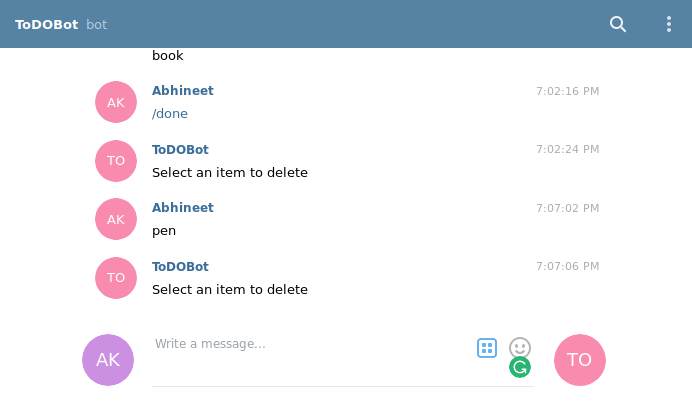 ToDOBot bot
book
AK
Abhineet 7:02:16 PM
/done
TO
ToDOBot 7:02:24 PM
Select an item to delete
AK
Abhineet 7:07:02 PM
pen
TO
ToDOBot 7:07:06 PM
Select an item to delete
AK
Write a message...
TO